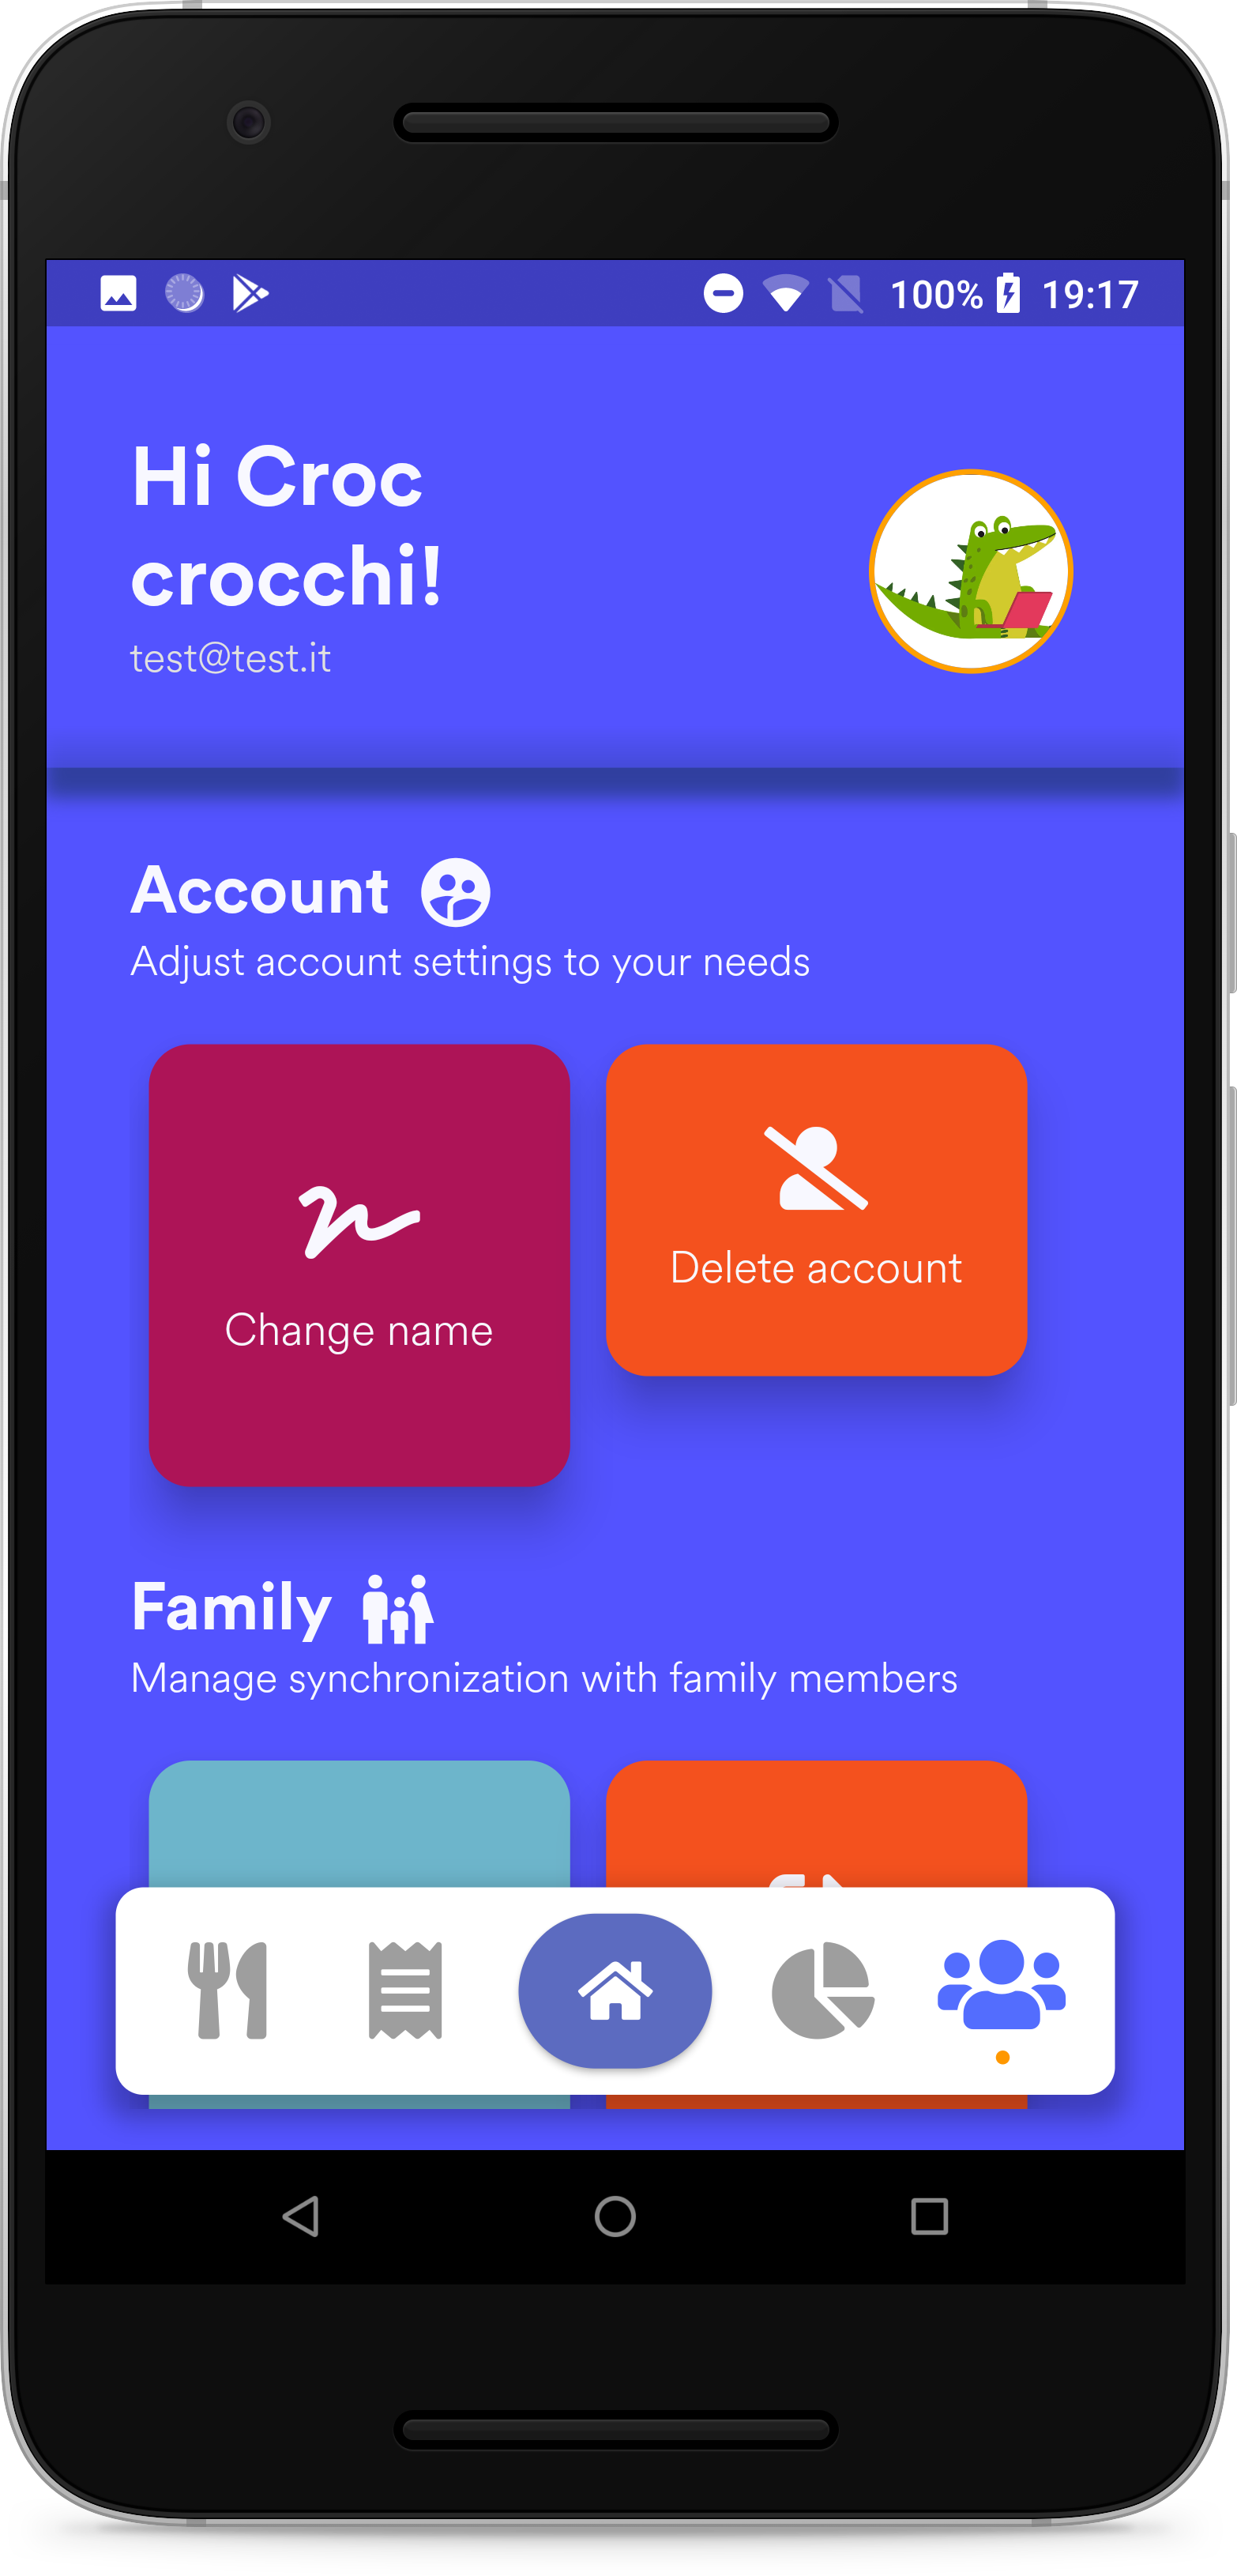 100% 19:17
Hi Croc
crocchi!
test@test.it
Account
Adjust account settings to your needs
Change name
Delete account
Family
Manage synchronization with family members